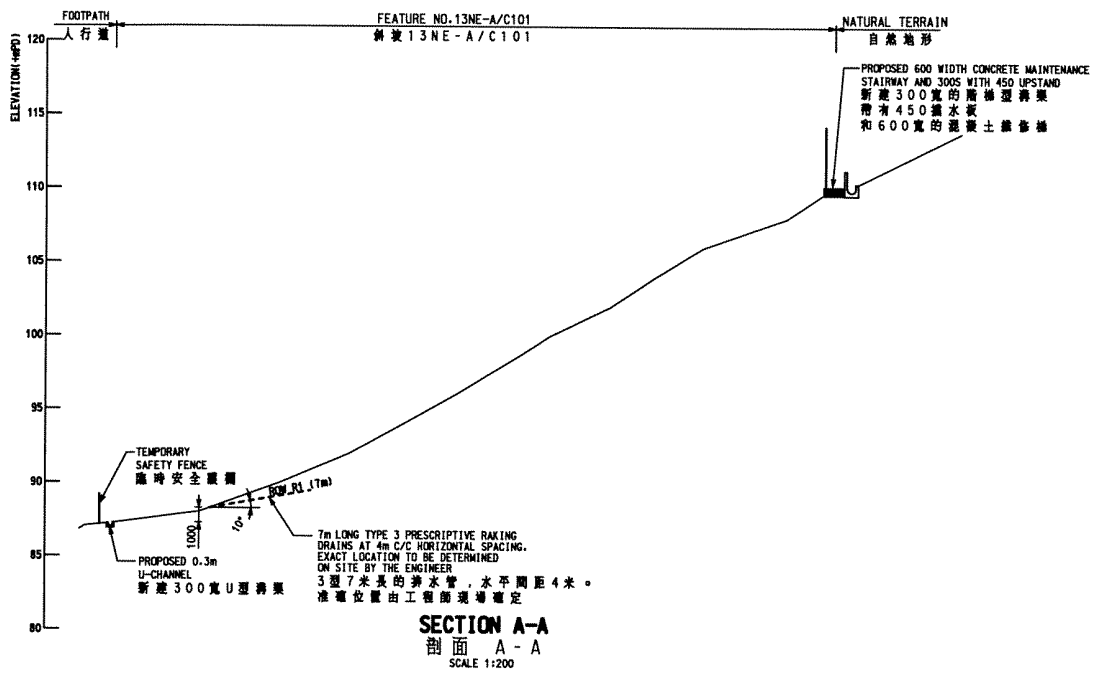 FOOTPATH
人行道
FEATURE NO.13NE-A/C101
斜坡13NE-A/C101
NATURAL TERRAIN
自然地形
ELEVATION(+mPD)
120
115
110
105
100
95
90
85
80
PROPOSED 600 WIDTH CONCRETE MAINTENANCE
STAIRWAY AND 300S WITH 450 UPSTAND
新建300寬的階梯型溝渠
帶有450擋水板
和600寬的混凝土維修梯
TEMPORARY
SAFETY FENCE
臨時安全護欄
ROW_R1_(7m)
1000
10°
PROPOSED 0.3m
U-CHANNEL
新建300寬U型溝渠
7m LONG TYPE 3 PRESCRIPTIVE RAKING
DRAINS AT 4m C/C HORIZONTAL SPACING.
EXACT LOCATION TO BE DETERMINED
ON SITE BY THE ENGINEER
3型7米長的排水管，水平間距4米。
准確位置由工程師現場確定
SECTION A-A
剖面 A-A
SCALE 1:200